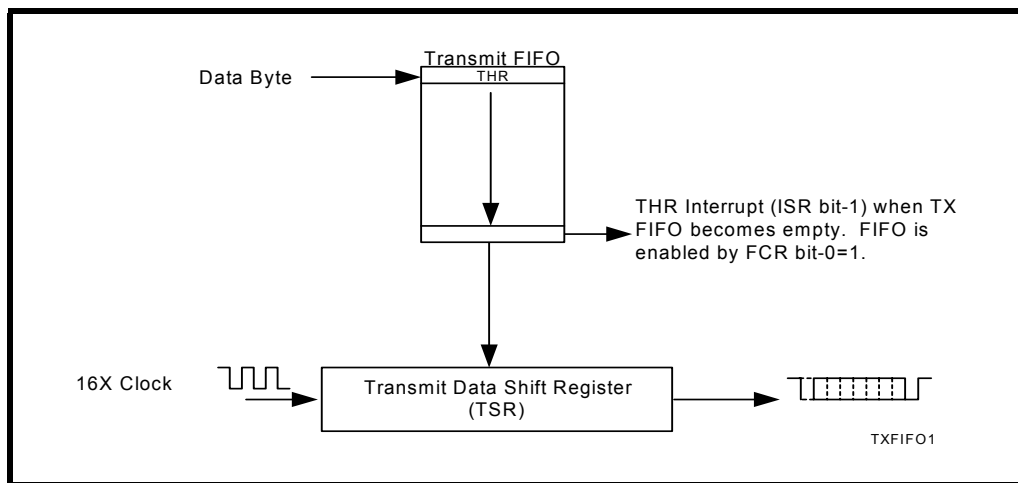 Transmit FIFO
Data Byte
THR
THR Interrupt (ISR bit-1) when TX
FIFO becomes empty. FIFO is
enabled by FCR bit-0=1.
16X Clock
Transmit Data Shift Register
(TSR)
TXFIFO1